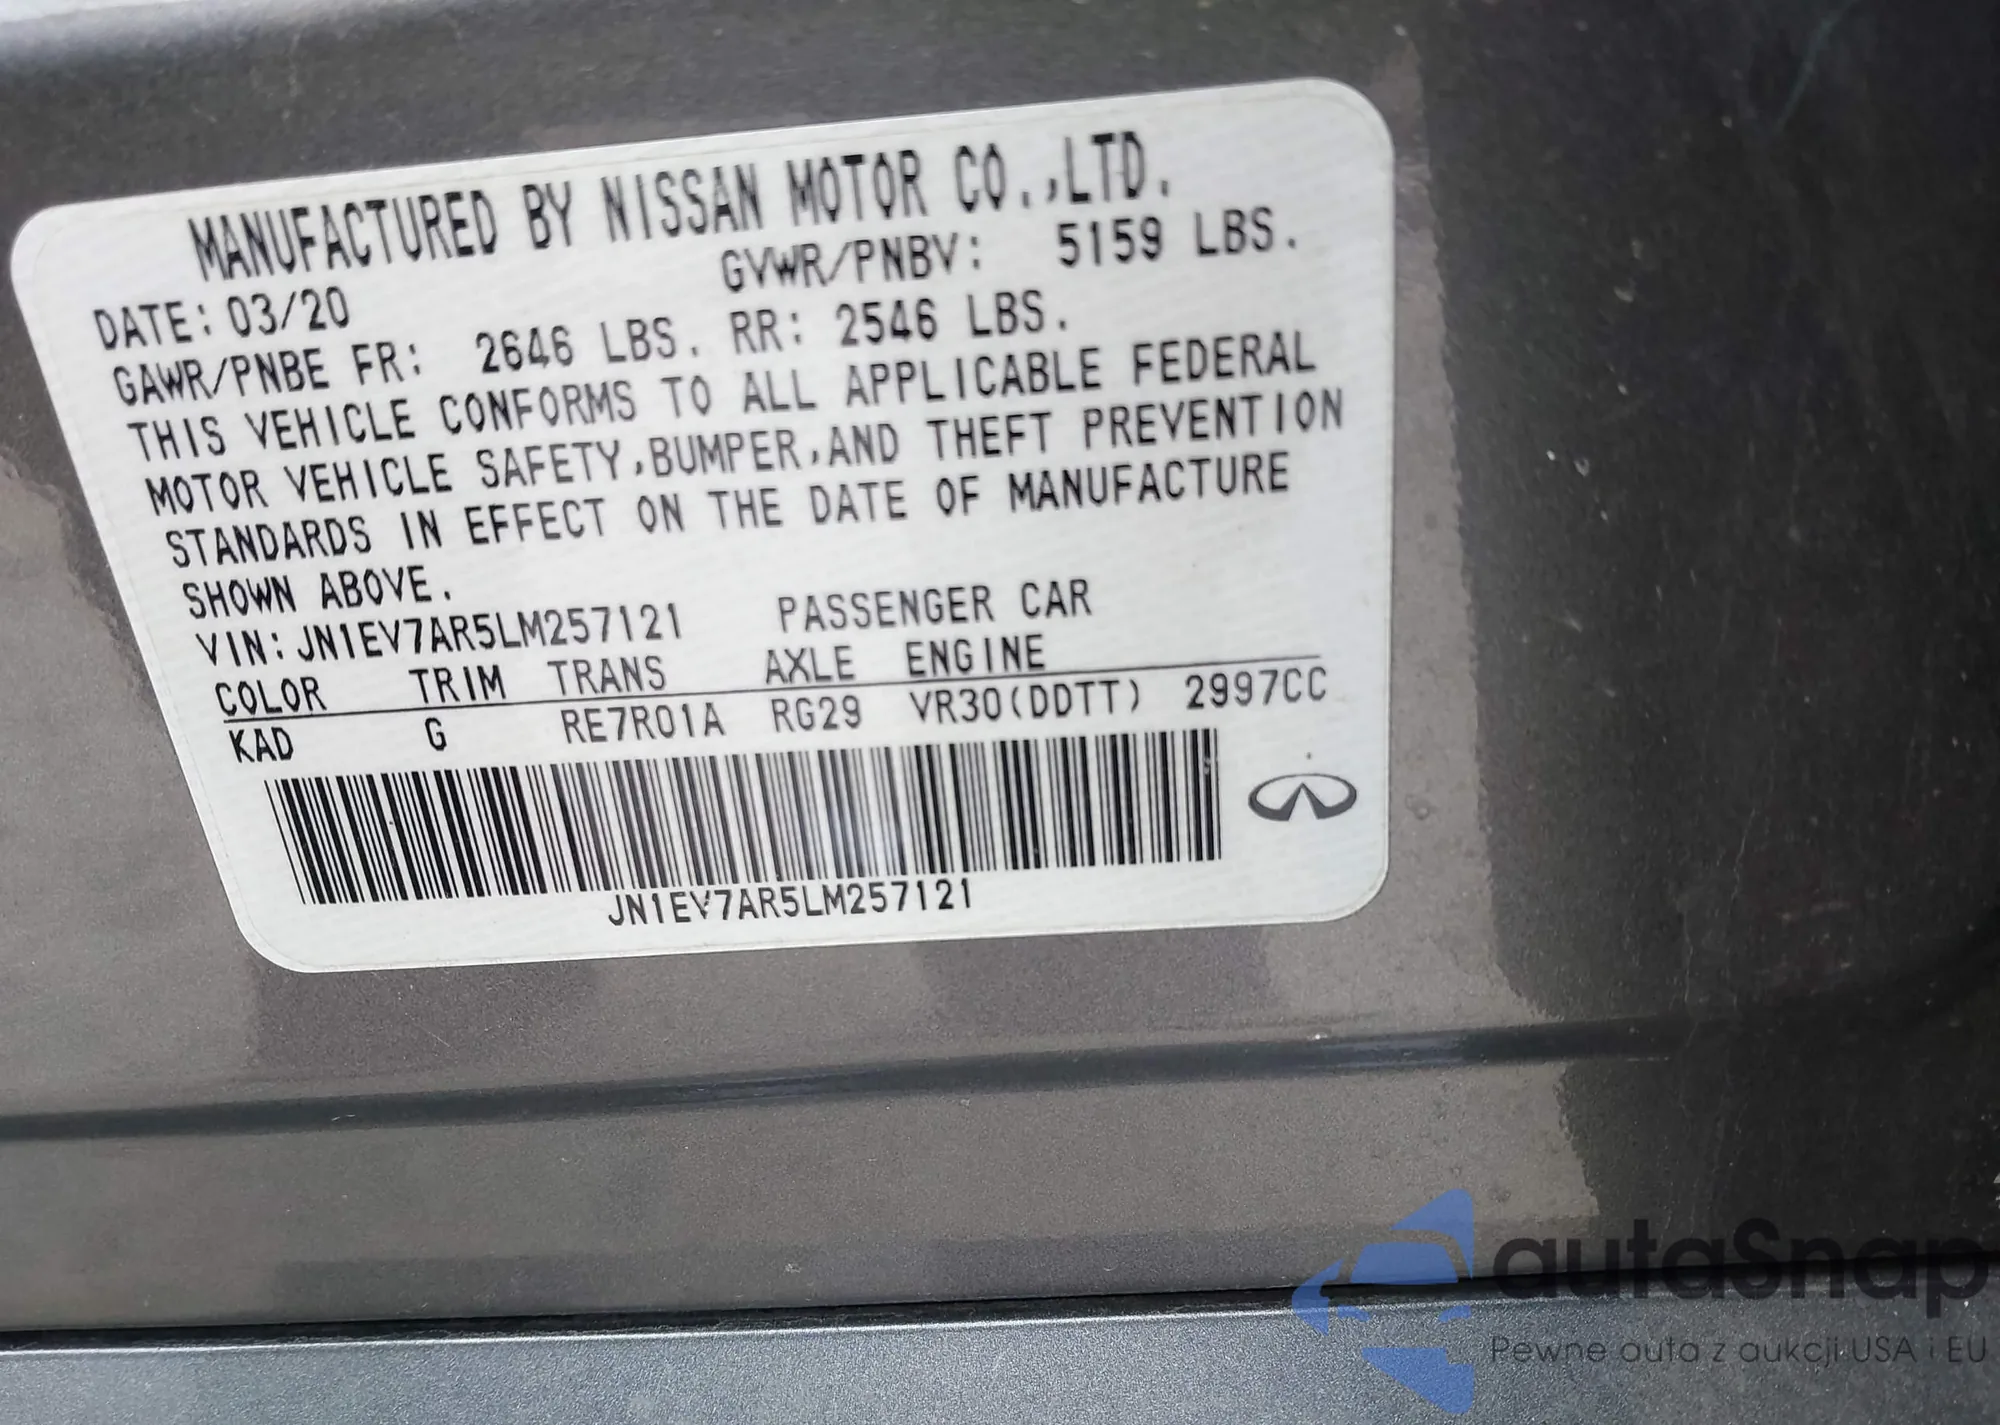 MANUFACTURED BY NISSAN MOTOR CO.,LTD.
DATE: 03/20 GVWR/PNBV: 5159 LBS.
GAWR/PNBE FR: 2646 LBS. RR: 2546 LBS.
THIS VEHICLE CONFORMS TO ALL APPLICABLE FEDERAL
MOTOR VEHICLE SAFETY,BUMPER,AND THEFT PREVENTION
STANDARDS IN EFFECT ON THE DATE OF MANUFACTURE
SHOWN ABOVE.
VIN: JN1EV7AR5LM257121 PASSENGER CAR
COLOR TRIM TRANS AXLE ENGINE
KAD G RE7R01A RG29 VR30(DDTT) 2997CC
JN1EV7AR5LM257121
autaSnap
Pewne auta z aukcji USA i EU